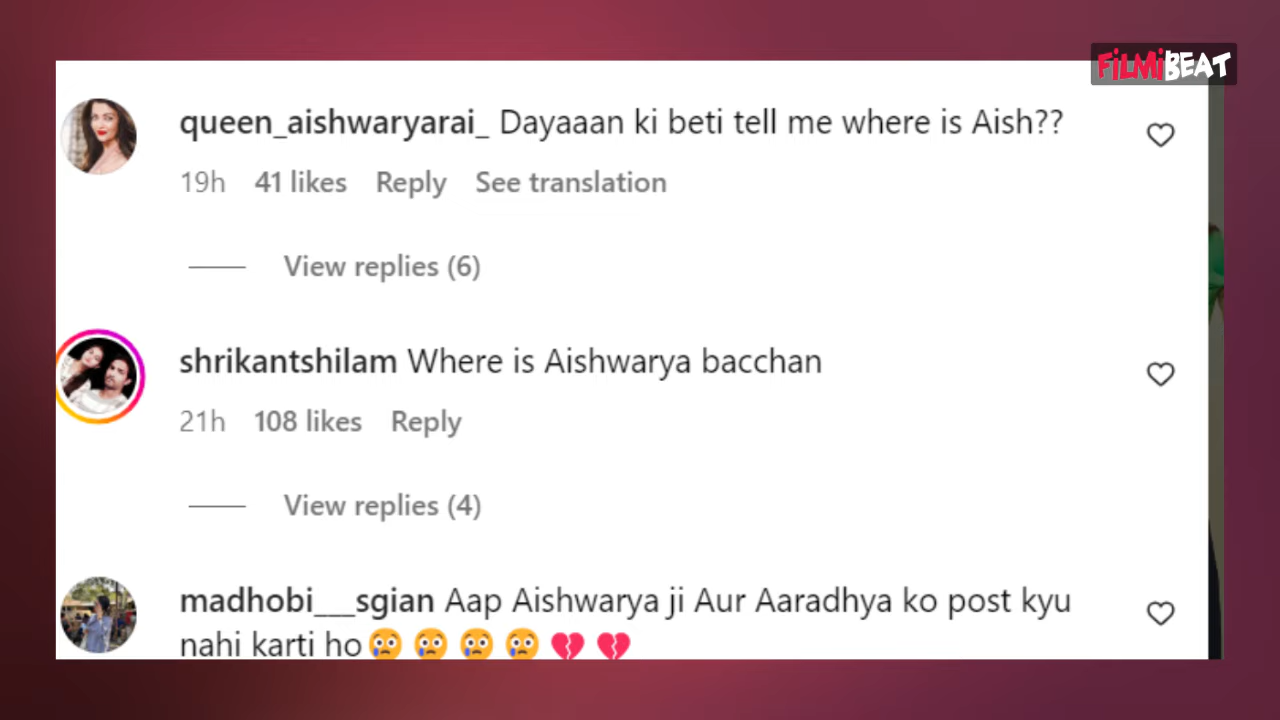 FILMIBEAT
queen_aishwaryarai_ Dayaaan ki beti tell me where is Aish??
19h 41 likes Reply See translation
View replies (6)
shrikantshilam Where is Aishwarya bacchan
21h 108 likes Reply
View replies (4)
madhobi___sgian Aap Aishwarya ji Aur Aaradhya ko post kyu
nahi karti ho😢😢😢😢💔💔